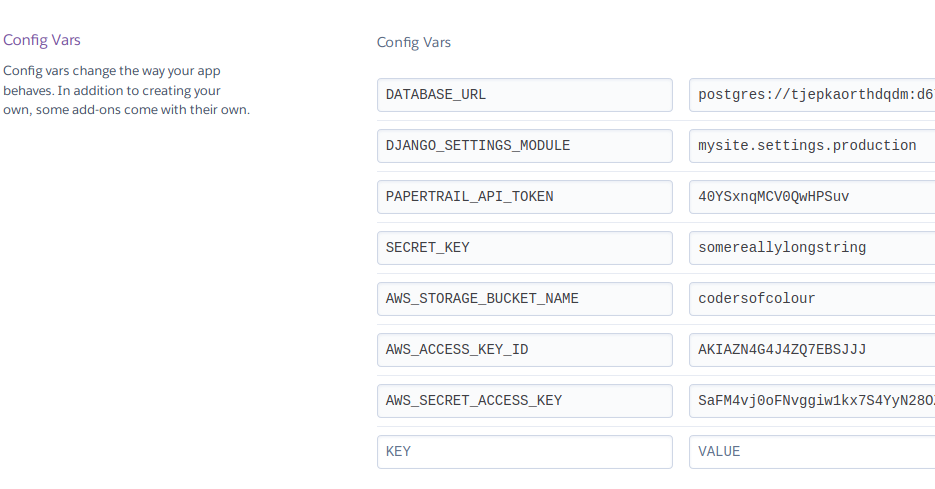 Config Vars
Config vars change the way your app
behaves. In addition to creating your
own, some add-ons come with their own.
Config Vars
DATABASE_URL postgres://tjepkaorthdqdm:d6
DJANGO_SETTINGS_MODULE mysite.settings.production
PAPERTRAIL_API_TOKEN 40YSxnqMCV0QwHPSuv
SECRET_KEY somereallylongstring
AWS_STORAGE_BUCKET_NAME codersofcolour
AWS_ACCESS_KEY_ID AKIAZN4G4J4ZQ7EBSJJJ
AWS_SECRET_ACCESS_KEY SaFM4vj0oFNvggiw1kx7S4YyN28O
KEY VALUE